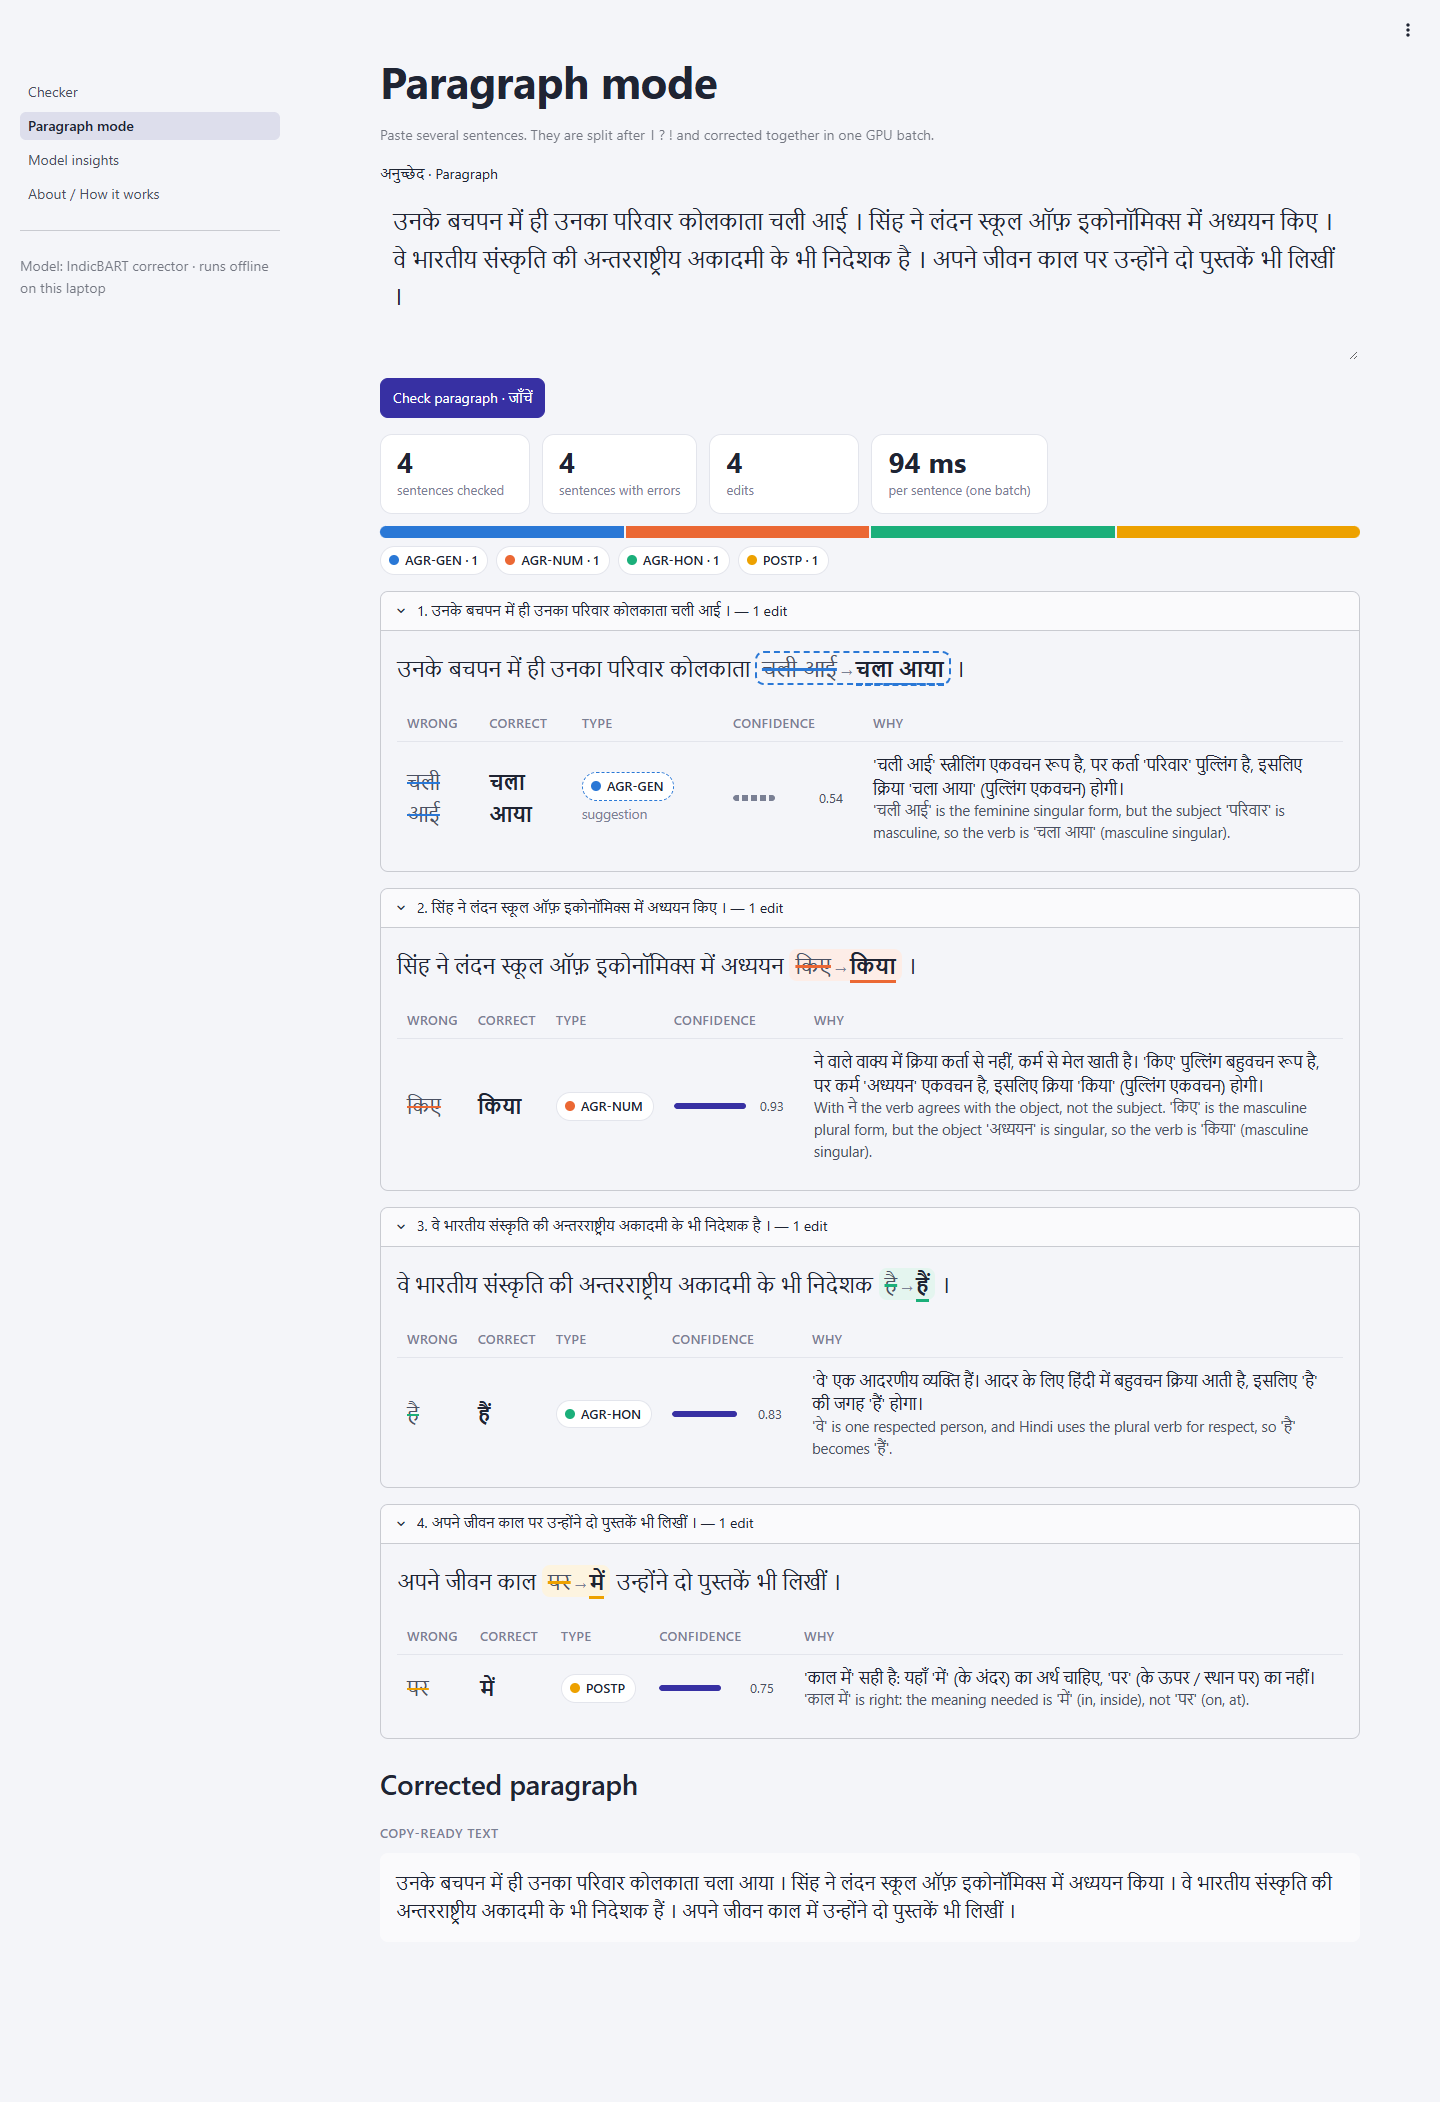 Checker
Paragraph mode
Model insights
About / How it works
Model: IndicBART corrector · runs offline
on this laptop
Paragraph mode
Paste several sentences. They are split after । ? ! and corrected together in one GPU batch.
अनुच्छेद · Paragraph
उनके बचपन में ही उनका परिवार कोलकाता चली आई । सिंह ने लंदन स्कूल ऑफ़ इकोनॉमिक्स में अध्ययन किए ।
वे भारतीय संस्कृति की अन्तरराष्ट्रीय अकादमी के भी निदेशक है । अपने जीवन काल पर उन्होंने दो पुस्तकें भी लिखीं
।
Check paragraph · जाँचें
4
sentences checked
4
sentences with errors
4
edits
94 ms
per sentence (one batch)
AGR-GEN · 1
AGR-NUM · 1
AGR-HON · 1
POSTP · 1
1. उनके बचपन में ही उनका परिवार कोलकाता चली आई । — 1 edit
उनके बचपन में ही उनका परिवार कोलकाता चली आई→चला आया ।
WRONG CORRECT TYPE CONFIDENCE WHY
चली
आई
चला
आया
AGR-GEN
suggestion
0.54
'चली आई' स्त्रीलिंग एकवचन रूप है, पर कर्ता 'परिवार' पुल्लिंग है, इसलिए
क्रिया 'चला आया' (पुल्लिंग एकवचन) होगी।
'चली आई' is the feminine singular form, but the subject 'परिवार' is
masculine, so the verb is 'चला आया' (masculine singular).
2. सिंह ने लंदन स्कूल ऑफ़ इकोनॉमिक्स में अध्ययन किए । — 1 edit
सिंह ने लंदन स्कूल ऑफ़ इकोनॉमिक्स में अध्ययन किए→किया ।
WRONG CORRECT TYPE CONFIDENCE WHY
किए
किया
AGR-NUM
0.93
ने वाले वाक्य में क्रिया कर्ता से नहीं, कर्म से मेल खाती है। 'किए' पुल्लिंग बहुवचन रूप है,
पर कर्म 'अध्ययन' एकवचन है, इसलिए क्रिया 'किया' (पुल्लिंग एकवचन) होगी।
With ने the verb agrees with the object, not the subject. 'किए' is the masculine
plural form, but the object 'अध्ययन' is singular, so the verb is 'किया' (masculine
singular).
3. वे भारतीय संस्कृति की अन्तरराष्ट्रीय अकादमी के भी निदेशक है । — 1 edit
वे भारतीय संस्कृति की अन्तरराष्ट्रीय अकादमी के भी निदेशक है→हैं ।
WRONG CORRECT TYPE CONFIDENCE WHY
है
हैं
AGR-HON
0.83
'वे' एक आदरणीय व्यक्ति हैं। आदर के लिए हिंदी में बहुवचन क्रिया आती है, इसलिए 'है'
की जगह 'हैं' होगा।
'वे' is one respected person, and Hindi uses the plural verb for respect, so 'है'
becomes 'हैं'.
4. अपने जीवन काल पर उन्होंने दो पुस्तकें भी लिखीं । — 1 edit
अपने जीवन काल पर→में उन्होंने दो पुस्तकें भी लिखीं ।
WRONG CORRECT TYPE CONFIDENCE WHY
पर
में
POSTP
0.75
'काल में' सही है: यहाँ 'में' (के अंदर) का अर्थ चाहिए, 'पर' (के ऊपर / स्थान पर) का नहीं।
'काल में' is right: the meaning needed is 'में' (in, inside), not 'पर' (on, at).
Corrected paragraph
COPY-READY TEXT
उनके बचपन में ही उनका परिवार कोलकाता चला आया । सिंह ने लंदन स्कूल ऑफ़ इकोनॉमिक्स में अध्ययन किया । वे भारतीय संस्कृति की
अन्तरराष्ट्रीय अकादमी के भी निदेशक हैं । अपने जीवन काल में उन्होंने दो पुस्तकें भी लिखीं ।